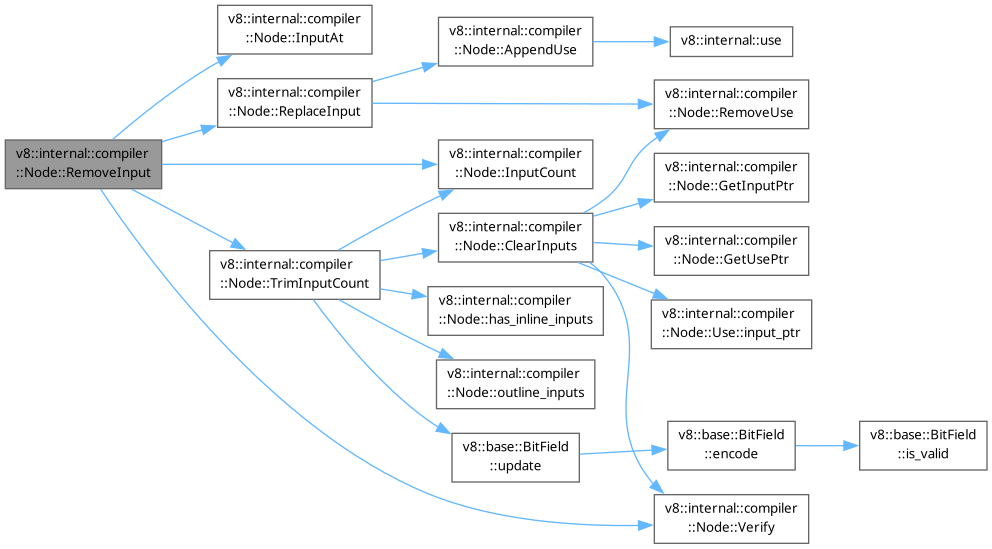 v8::internal::compiler
::Node::RemoveInput
v8::internal::compiler
::Node::InputAt
v8::internal::compiler
::Node::ReplaceInput
v8::internal::compiler
::Node::TrimInputCount
v8::internal::compiler
::Node::AppendUse
v8::internal::compiler
::Node::InputCount
v8::internal::compiler
::Node::ClearInputs
v8::internal::compiler
::Node::has_inline_inputs
v8::internal::compiler
::Node::outline_inputs
v8::base::BitField
::update
v8::internal::use
v8::internal::compiler
::Node::RemoveUse
v8::internal::compiler
::Node::GetInputPtr
v8::internal::compiler
::Node::GetUsePtr
v8::internal::compiler
::Node::Use::input_ptr
v8::base::BitField
::encode
v8::internal::compiler
::Node::Verify
v8::base::BitField
::is_valid